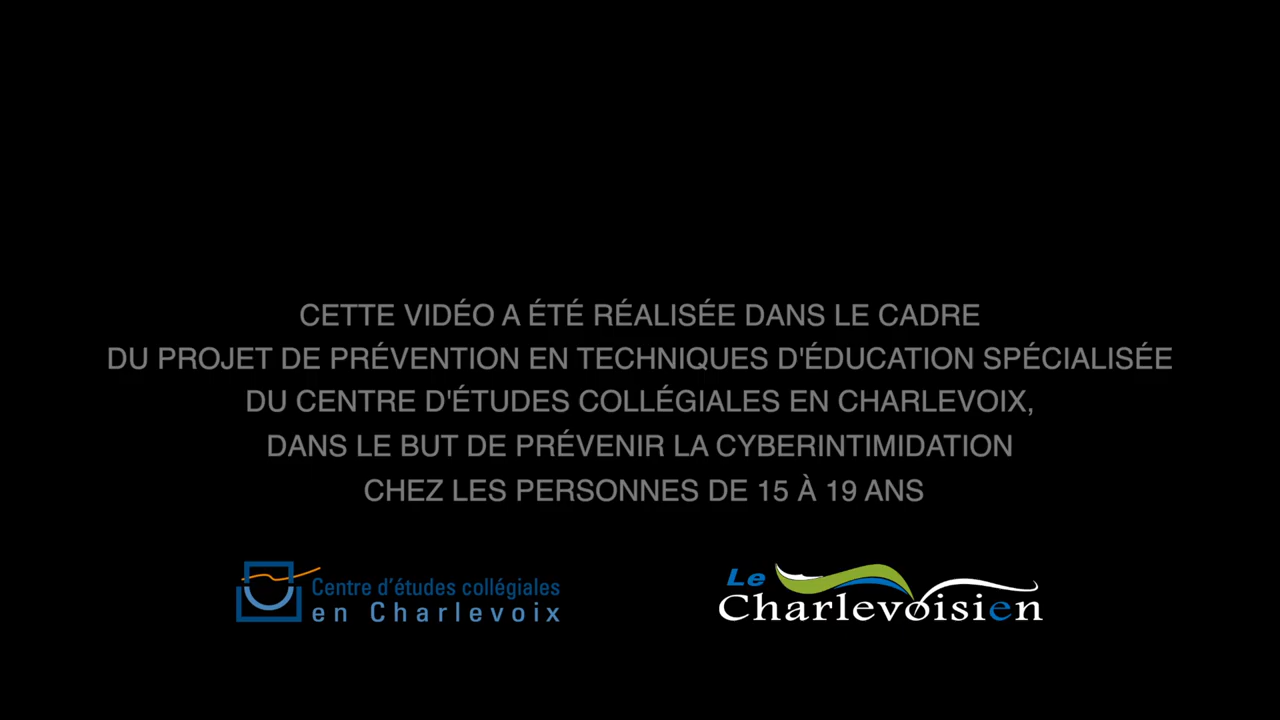 CETTE VIDÉO A ÉTÉ RÉALISÉE DANS LE CADRE
DU PROJET DE PRÉVENTION EN TECHNIQUES D'ÉDUCATION SPÉCIALISÉE
DU CENTRE D'ÉTUDES COLLÉGIALES EN CHARLEVOIX,
DANS LE BUT DE PRÉVENIR LA CYBERINTIMIDATION
CHEZ LES PERSONNES DE 15 À 19 ANS
Centre d'études collégiales
en Charlevoix
Le
Charlevoisien